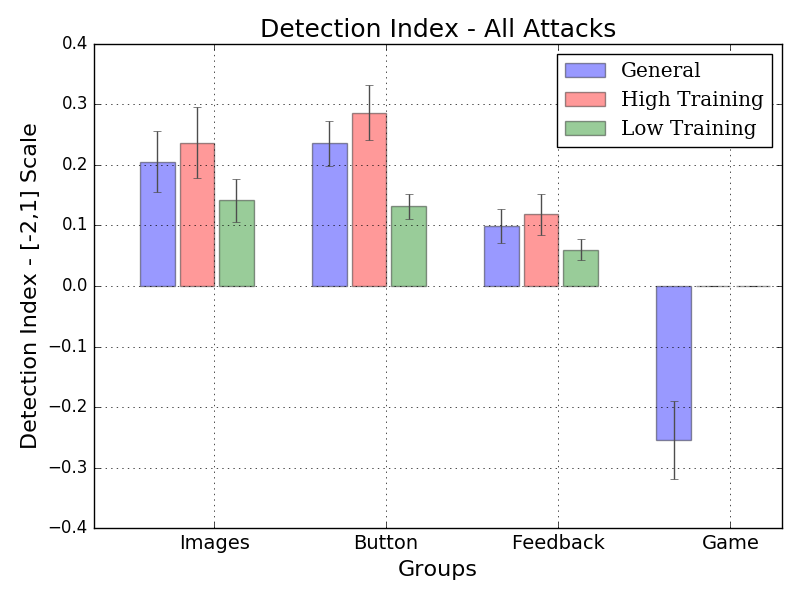 Detection Index - All Attacks
General
High Training
Low Training
Detection Index - [-2,1] Scale
0.4
0.3
0.2
0.1
0.0
−0.1
−0.2
−0.3
−0.4
Images Button Feedback Game
Groups